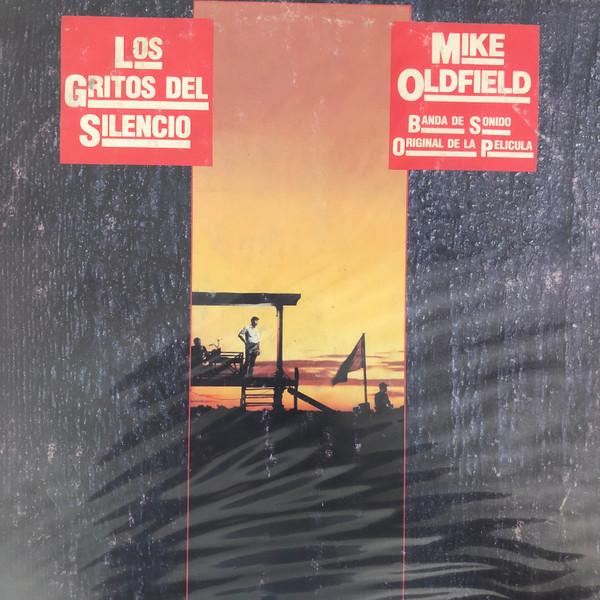 Los
Gritos del
Silencio
Mike
Oldfield
Banda de Sonido
Original de la Pelicula